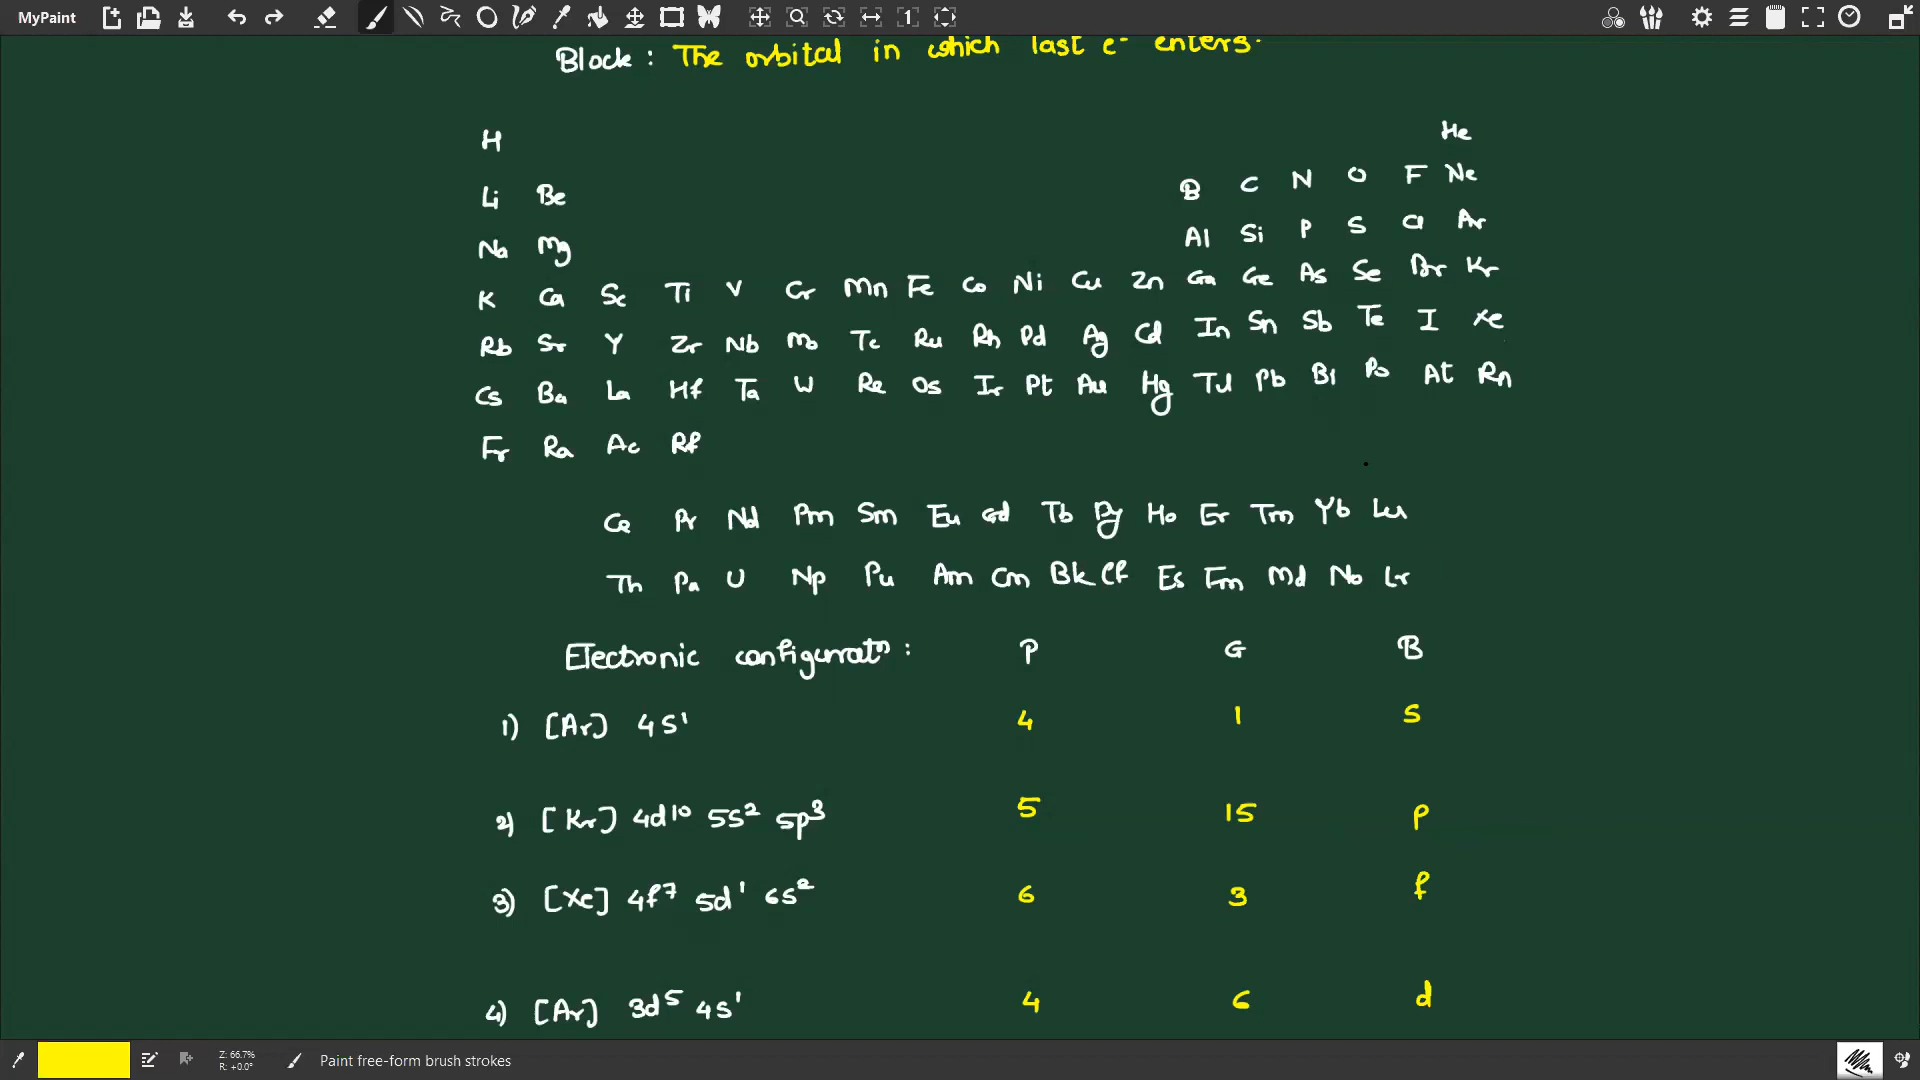 MyPaint
Block : The orbital in which last e⁻ enters.
H He
Li Be B C N O F Ne
Na Mg Al Si P S Cl Ar
K Ca Sc Ti V Cr Mn Fe Co Ni Cu Zn Ga Ge As Se Br Kr
Rb Sr Y Zr Nb Mo Tc Ru Rh Pd Ag Cd In Sn Sb Te I Xe
Cs Ba La Hf Ta W Re Os Ir Pt Au Hg Tl Pb Bi Po At Rn
Fr Ra Ac Rf
Ce Pr Nd Pm Sm Eu Gd Tb Dy Ho Er Tm Yb Lu
Th Pa U Np Pu Am Cm Bk Cf Es Fm Md No Lr
Electronic configuratⁿ : P G B
1) [Ar] 4s¹ 4 1 s
2) [Kr] 4d¹⁰ 5s² 5p³ 5 15 p
3) [Xe] 4f⁷ 5d¹ 6s² 6 3 f
4) [Ar] 3d⁵ 4s¹ 4 6 d
Z: 66.7%
R: +0.0°
Paint free-form brush strokes